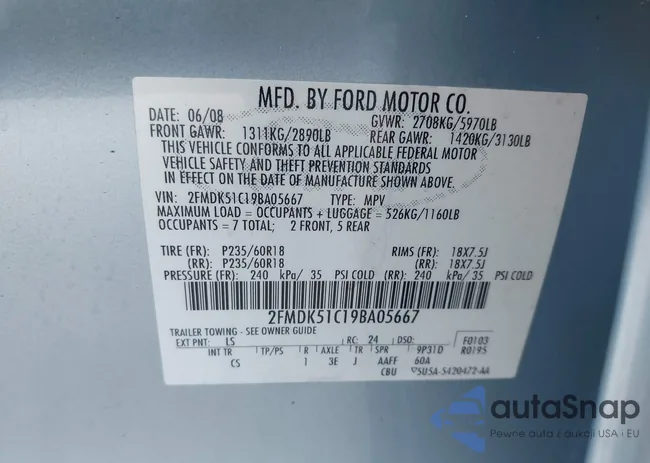 MFD. BY FORD MOTOR CO.
DATE: 06/08 GVWR: 2708KG/5970LB
FRONT GAWR: 1311KG/2890LB REAR GAWR: 1420KG/3130LB
THIS VEHICLE CONFORMS TO ALL APPLICABLE FEDERAL MOTOR
VEHICLE SAFETY AND THEFT PREVENTION STANDARDS
IN EFFECT ON THE DATE OF MANUFACTURE SHOWN ABOVE.
VIN: 2FMDK51C19BA05667 TYPE: MPV
MAXIMUM LOAD = OCCUPANTS + LUGGAGE = 526KG/1160LB
OCCUPANTS = 7 TOTAL: 2 FRONT, 5 REAR
TIRE (FR): P235/60R18 RIMS (FR): 18X7.5J
(RR): P235/60R18 (RR): 18X7.5J
PRESSURE (FR): 240 kPa/ 35 PSI COLD (RR): 240 kPa/ 35 PSI COLD
2FMDK51C19BA05667
TRAILER TOWING - SEE OWNER GUIDE
EXT PNT: LS RC: 24 DSO: F0103
INT TR TP/PS R AXLE TR SPR 9P31D R0195
CS 1 3E J AAFF 60A
CBU 5U5A-5420472-AA
autaSnap
Pewne auta z aukcji USA i EU